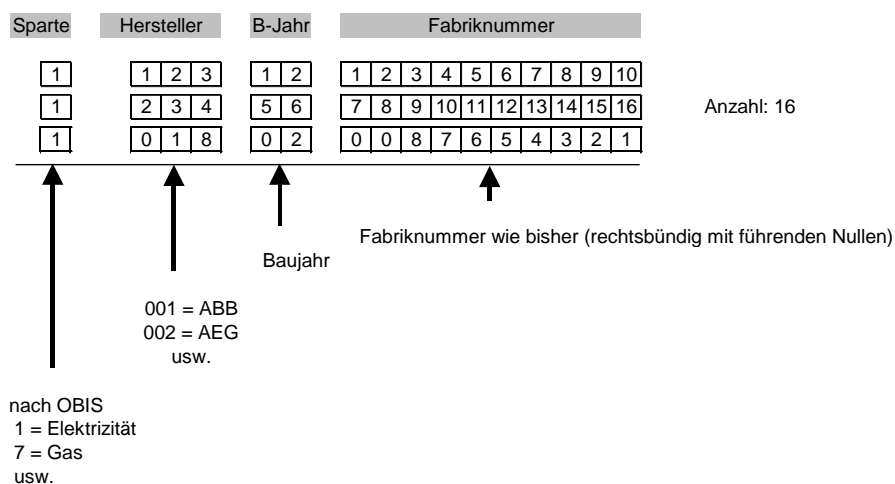 Sparte Hersteller B-Jahr Fabriknummer
1 1 2 3 1 2 1 2 3 4 5 6 7 8 9 10
1 2 3 4 5 6 7 8 9 10 11 12 13 14 15 16 Anzahl: 16
1 0 1 8 0 2 0 0 8 7 6 5 4 3 2 1
Fabriknummer wie bisher (rechtsbündig mit führenden Nullen)
Baujahr
001 = ABB
002 = AEG
usw.
nach OBIS
1 = Elektrizität
7 = Gas
usw.